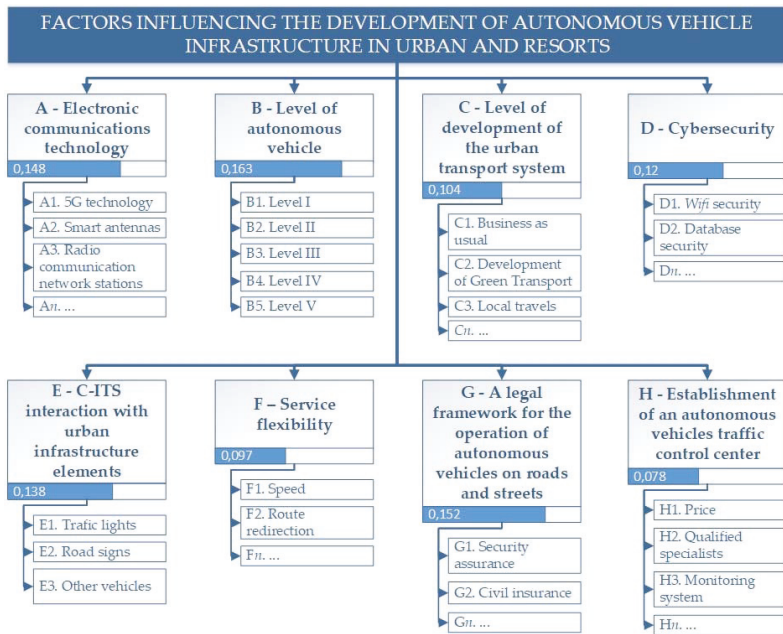 FACTORS INFLUENCING THE DEVELOPMENT OF AUTONOMOUS VEHICLE
INFRASTRUCTURE IN URBAN AND RESORTS
A - Electronic
communications
technology
0,148
A1. 5G technology
A2. Smart antennas
A3. Radio
communication
network stations
An. ...
B - Level of
autonomous
vehicle
0,163
B1. Level I
B2. Level II
B3. Level III
B4. Level IV
B5. Level V
C - Level of
development of
the urban
transport system
0,104
C1. Business as
usual
C2. Development
of Green Transport
C3. Local travels
Cn. ...
D - Cybersecurity
0,12
D1. Wifi security
D2. Database
security
Dn. ...
E - C-ITS
interaction with
urban
infrastructure
elements
0,138
E1. Trafic lights
E2. Road signs
E3. Other vehicles
F – Service
flexibility
0,097
F1. Speed
F2. Route
redirection
Fn. ...
G - A legal
framework for the
operation of
autonomous
vehicles on roads
and streets
0,152
G1. Security
assurance
G2. Civil insurance
Gn. ...
H - Establishment
of an autonomous
vehicles traffic
control center
0,078
H1. Price
H2. Qualified
specialists
H3. Monitoring
system
Hn. ...